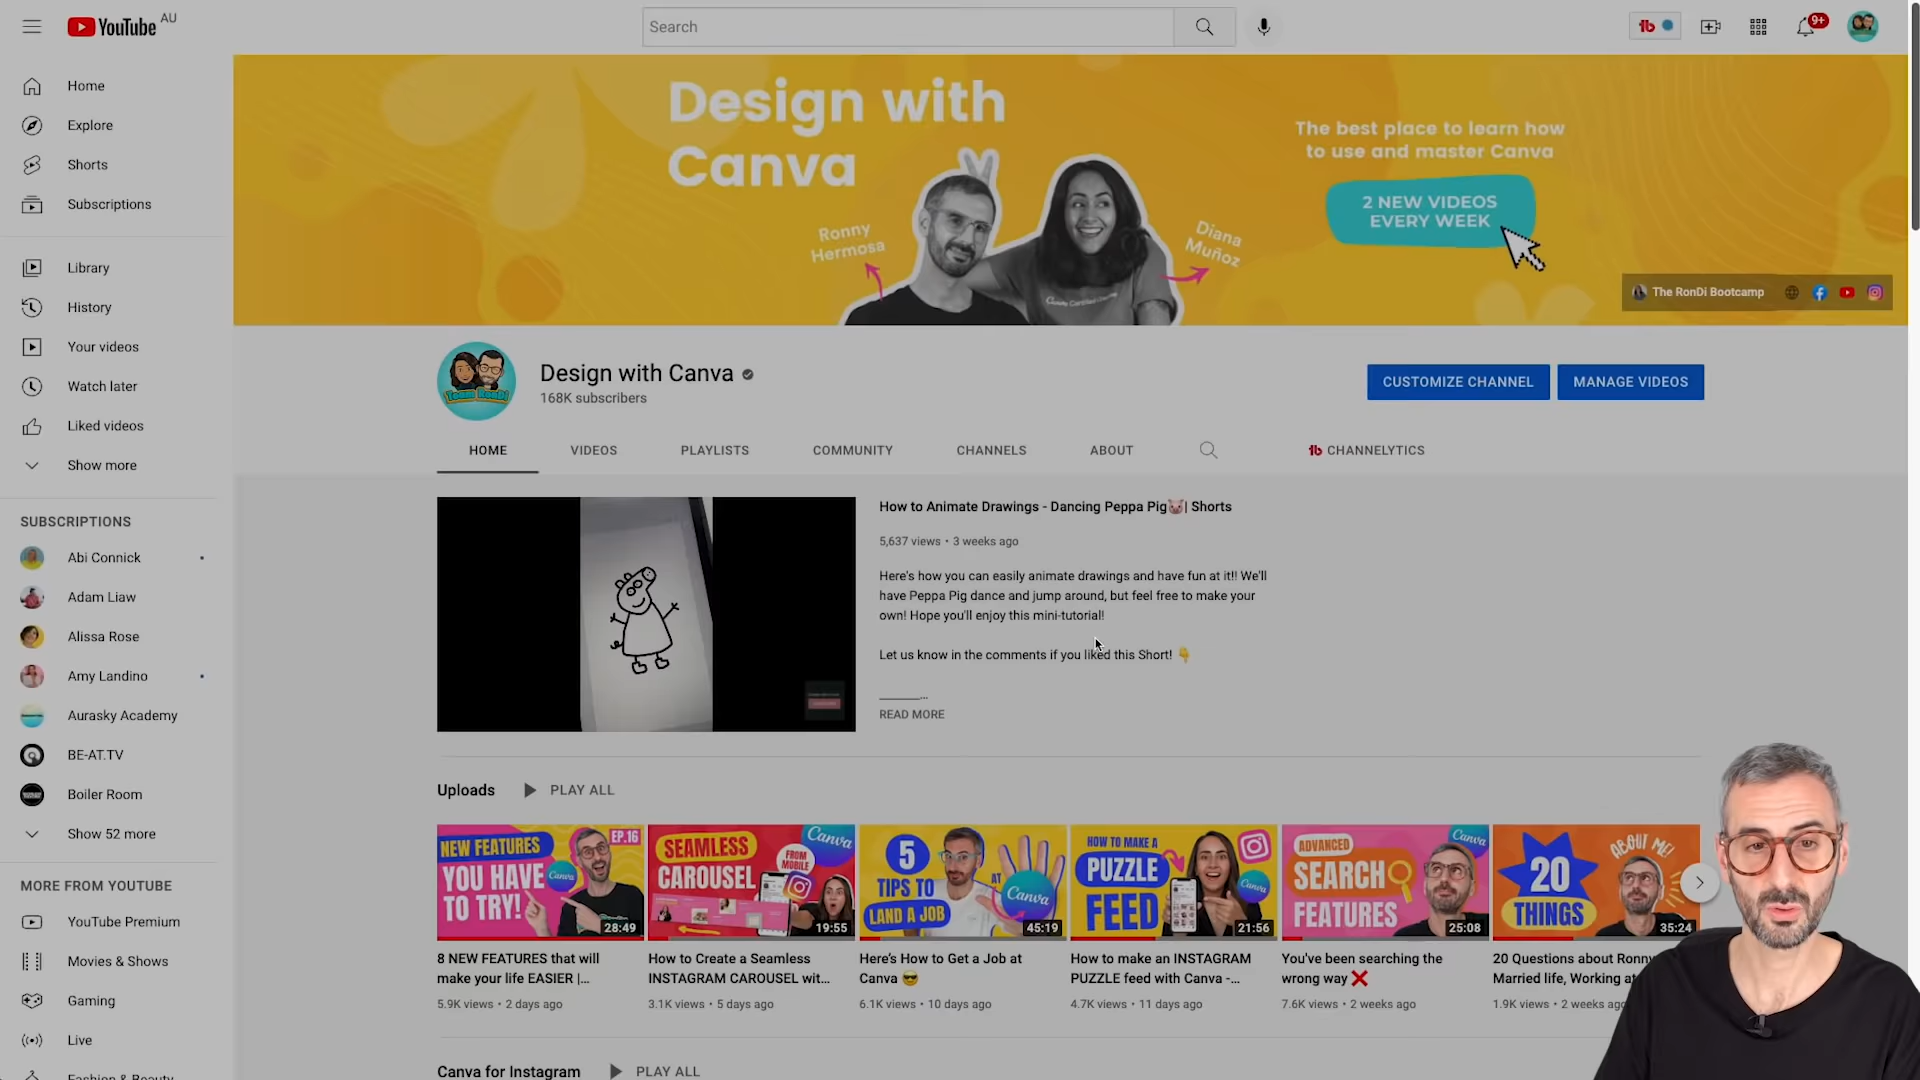 YouTube AU
Search
9+
Home
Explore
Shorts
Subscriptions
Library
History
Your videos
Watch later
Liked videos
Show more
SUBSCRIPTIONS
Abi Connick
Adam Liaw
Alissa Rose
Amy Landino
Aurasky Academy
BE-AT.TV
Boiler Room
Show 52 more
MORE FROM YOUTUBE
YouTube Premium
Movies & Shows
Gaming
Live
Fashion & Beauty
Design with
Canva
Ronny
Hermosa
Diana
Muñoz
The best place to learn how
to use and master Canva
2 NEW VIDEOS
EVERY WEEK
The RonDi Bootcamp
Team RonDi
Design with Canva
168K subscribers
CUSTOMIZE CHANNEL
MANAGE VIDEOS
HOME
VIDEOS
PLAYLISTS
COMMUNITY
CHANNELS
ABOUT
CHANNELYTICS
How to Animate Drawings - Dancing Peppa Pig🐷| Shorts
5,637 views • 3 weeks ago
Here's how you can easily animate drawings and have fun at it!! We'll
have Peppa Pig dance and jump around, but feel free to make your
own! Hope you'll enjoy this mini-tutorial!
Let us know in the comments if you liked this Short! 👇
________...
READ MORE
Uploads
PLAY ALL
NEW FEATURES
EP.16
YOU HAVE
TO TRY!
Canva
28:49
8 NEW FEATURES that will
make your life EASIER |...
5.9K views • 2 days ago
SEAMLESS
CAROUSEL
FROM
MOBILE
Canva
19:55
How to Create a Seamless
INSTAGRAM CAROUSEL wit...
3.1K views • 5 days ago
5
TIPS TO
LAND A JOB
AT
Canva
45:19
Here's How to Get a Job at
Canva 😎
6.1K views • 10 days ago
HOW TO MAKE A
PUZZLE
FEED
Canva
21:56
How to make an INSTAGRAM
PUZZLE feed with Canva -...
4.7K views • 11 days ago
ADVANCED
SEARCH
FEATURES
Canva
25:08
You've been searching the
wrong way ❌
7.6K views • 2 weeks ago
20
THINGS
ABOUT ME!
35:24
20 Questions about Ronny
Married life, Working at
1.9K views • 2 weeks ago
Canva for Instagram
PLAY ALL